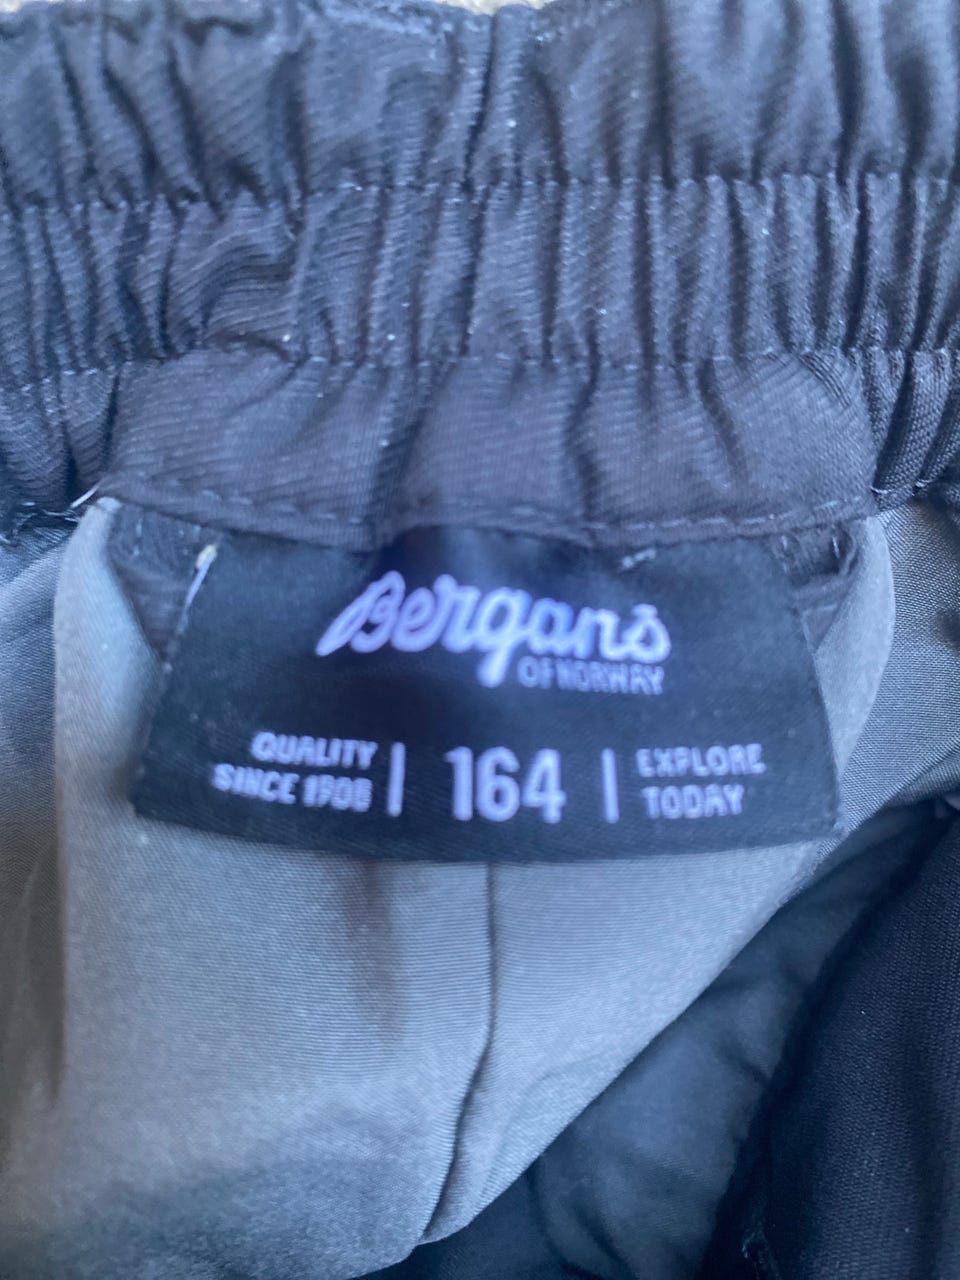 Bergans
OF NORWAY
QUALITY
SINCE 1908
164
EXPLORE
TODAY